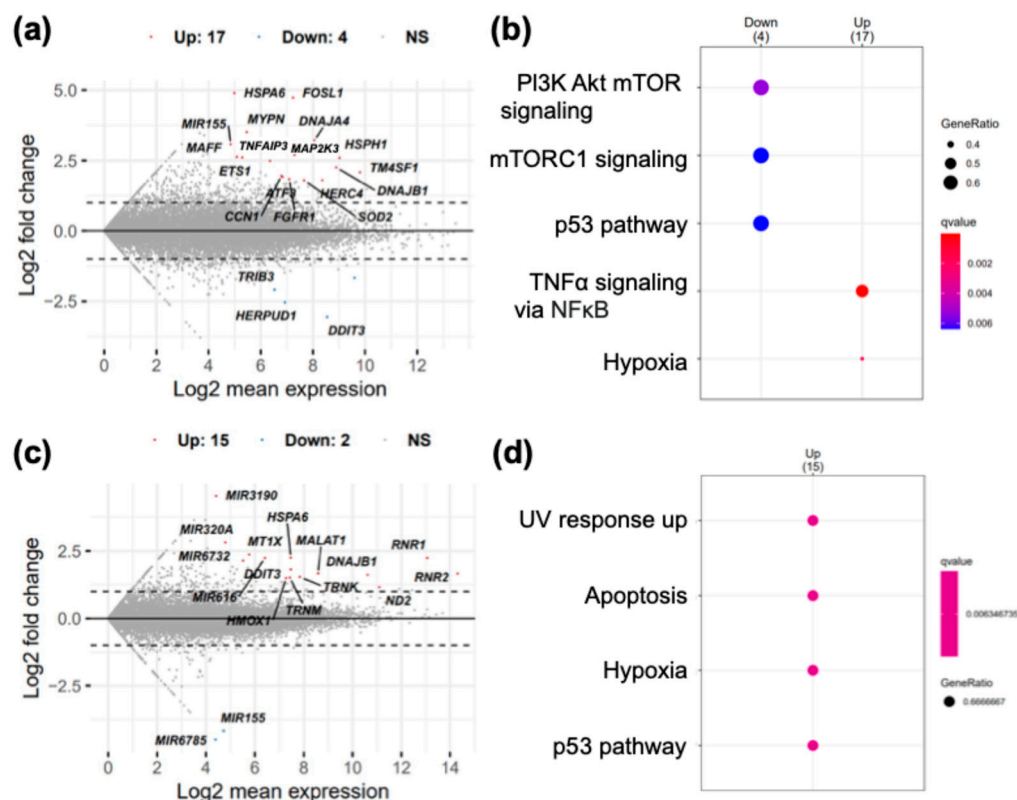 (a)
Up: 17 Down: 4 NS
5.0
2.5
0.0
−2.5
Log2 fold change
HSPA6 FOSL1
MYPN DNAJA4
MIR155
MAFF TNFAIP3 MAP2K3 HSPH1
ETS1 TM4SF1
ATF3 HERC4 DNAJB1
CCN1 FGFR1 SOD2
TRIB3
HERPUD1
DDIT3
0 2 4 6 8 10 12
Log2 mean expression
(b)
Down Up
(4) (17)
PI3K Akt mTOR
signaling
mTORC1 signaling
p53 pathway
TNFα signaling
via NFκB
Hypoxia
GeneRatio
0.4
0.5
0.6
qvalue
0.002
0.004
0.006
(c)
Up: 15 Down: 2 NS
2.5
0.0
−2.5
Log2 fold change
MIR3190
HSPA6
MIR320A
MT1X MALAT1 RNR1
MIR6732 DNAJB1
DDIT3 RNR2
MIR616 TRNK
TRNM ND2
HMOX1
MIR155
MIR6785
0 2 4 6 8 10 12 14
Log2 mean expression
(d)
Up
(15)
UV response up
Apoptosis
Hypoxia
p53 pathway
qvalue
0.006346735
GeneRatio
0.6666667